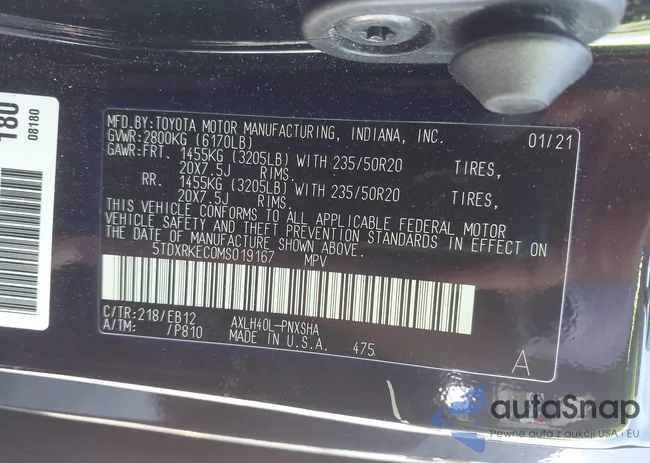 180
08180
MFD.BY:TOYOTA MOTOR MANUFACTURING, INDIANA, INC. 01/21
GVWR:2800KG (6170LB)
GAWR:FRT. 1455KG (3205LB) WITH 235/50R20 TIRES,
20X7.5J RIMS.
RR. 1455KG (3205LB) WITH 235/50R20 TIRES,
20X7.5J RIMS.
THIS VEHICLE CONFORMS TO ALL APPLICABLE FEDERAL MOTOR
VEHICLE SAFETY AND THEFT PREVENTION STANDARDS IN EFFECT ON
THE DATE OF MANUFACTURE SHOWN ABOVE.
5TDXRKEC0MS019167 MPV
C/TR:218/EB12 AXLH40L-PNXSHA
A/TM: /P810 MADE IN U.S.A. 475
A
autaSnap
Pewne auta z aukcji USA i EU